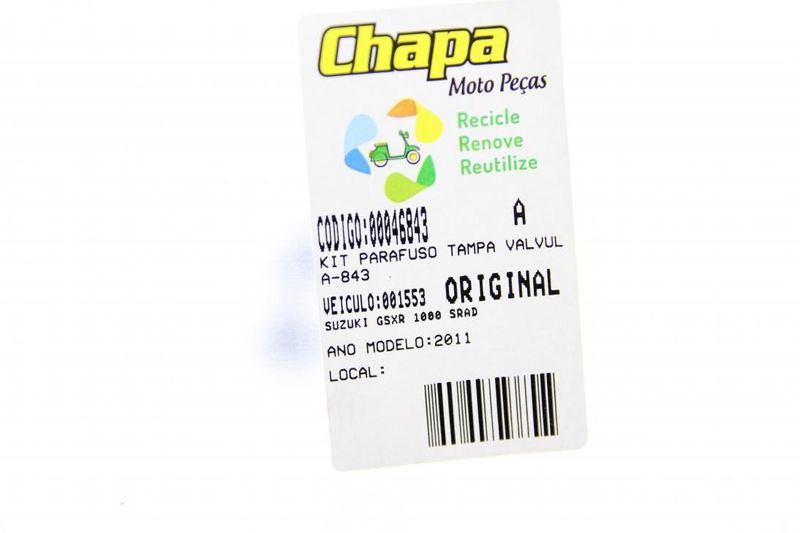 Chapa
Moto Peças
Recicle
Renove
Reutilize
CODIGO:00046843 A
KIT PARAFUSO TAMPA VALVUL
A-843
VEICULO:001553 ORIGINAL
SUZUKI GSXR 1000 SRAD
ANO MODELO:2011
LOCAL: